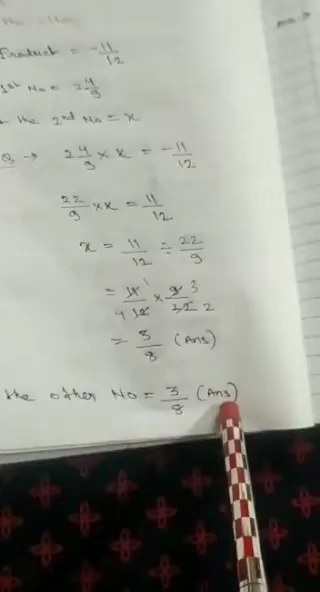 Product = -11/12
1st No = 2 4/9
the 2nd No = x
Q → 2 4/9 × x = -11/12
22/9 × x = 11/12
x = 11/12 ÷ 22/9
= 11 1/4 12 × 9 3/22 2
= 3/8 (Ans)
the other No = 3/8 (Ans)